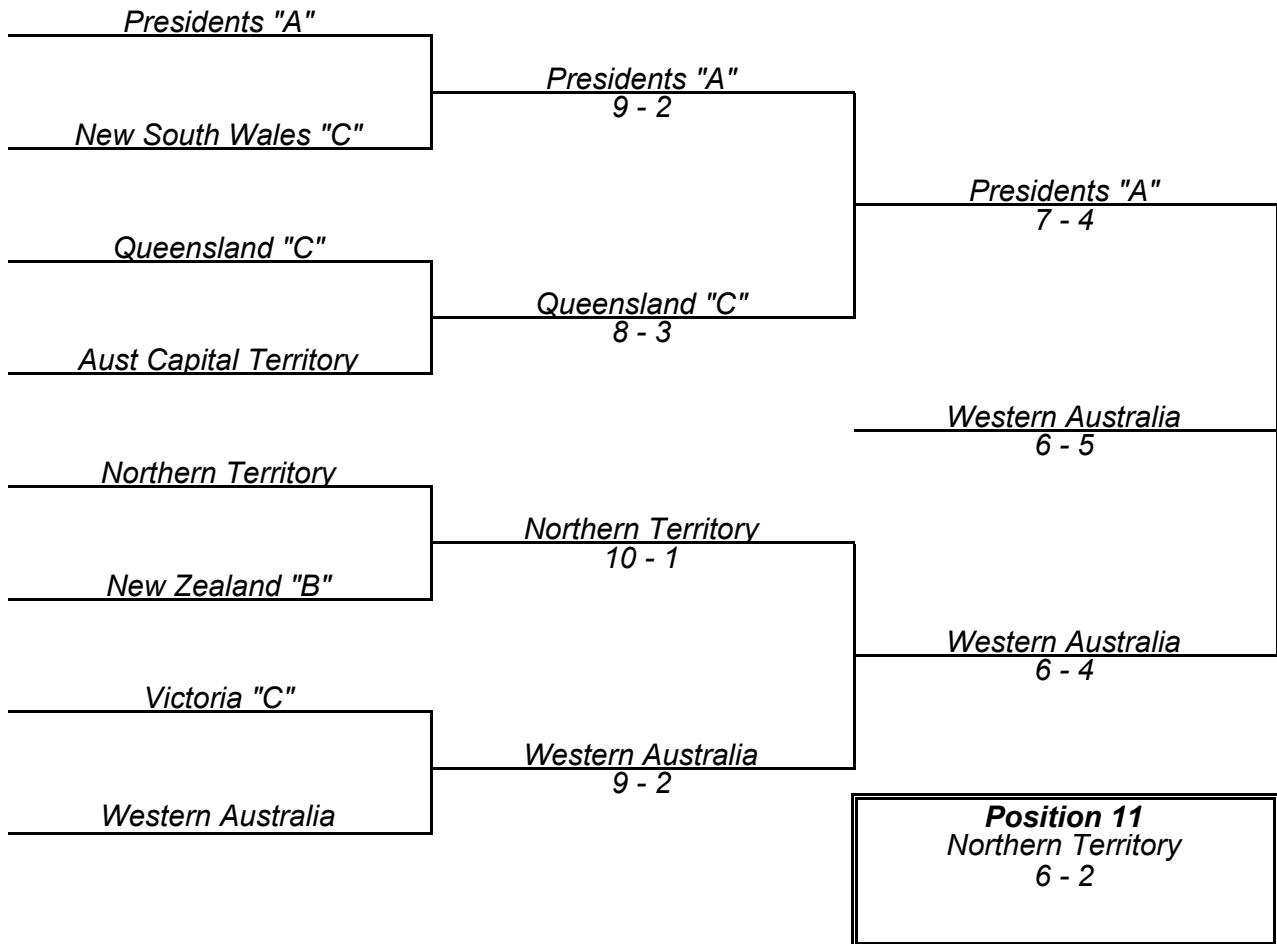 Presidents "A"
New South Wales "C"
Queensland "C"
Aust Capital Territory
Northern Territory
New Zealand "B"
Victoria "C"
Western Australia
Presidents "A"
9 - 2
Queensland "C"
8 - 3
Northern Territory
10 - 1
Western Australia
9 - 2
Presidents "A"
7 - 4
Western Australia
6 - 5
Western Australia
6 - 4
Position 11
Northern Territory
6 - 2